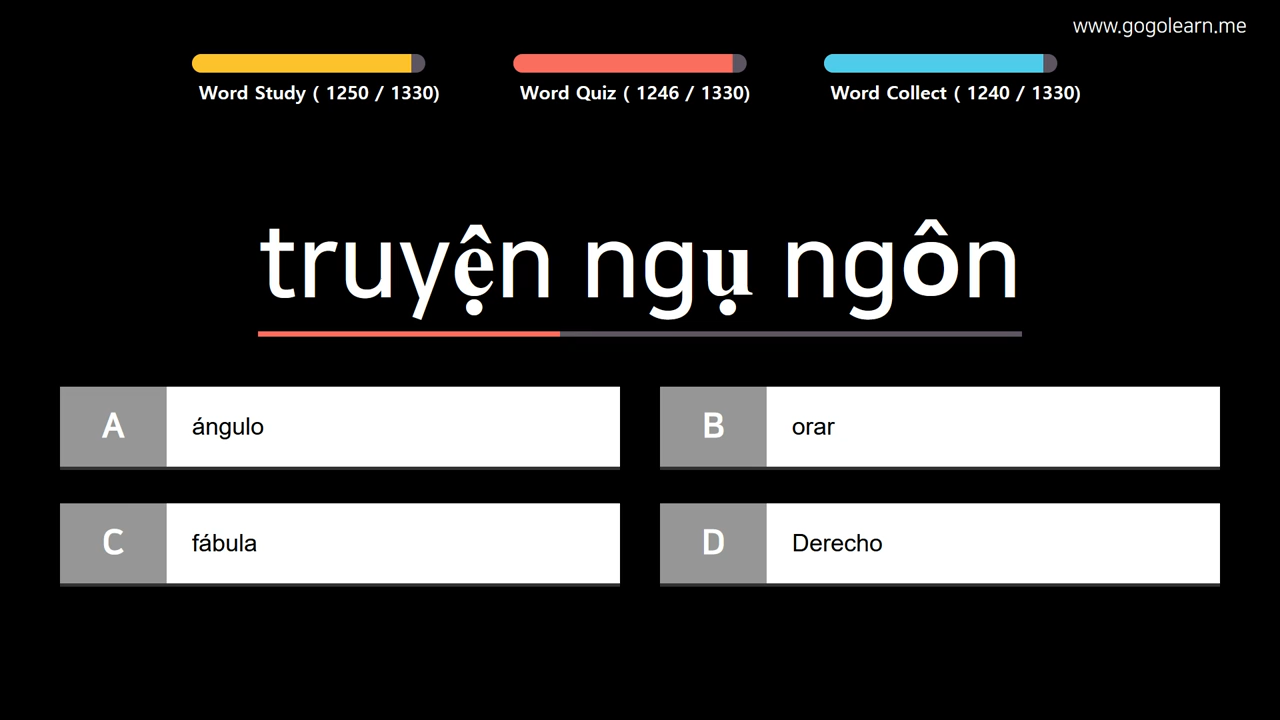 www.gogolearn.me
Word Study ( 1250 / 1330)
Word Quiz ( 1246 / 1330)
Word Collect ( 1240 / 1330)
truyện ngụ ngôn
A ángulo
B orar
C fábula
D Derecho